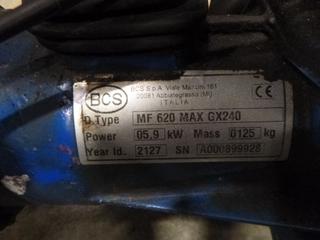 BCS
BCS S.p.A. Viale Mazzini 161
20081 Abbiategrasso (MI)
ITALIA
CE
D.Type MF 620 MAX GX240
Power 05,9 kW Mass 0125 kg
Year Id. 2127 SN A000899928